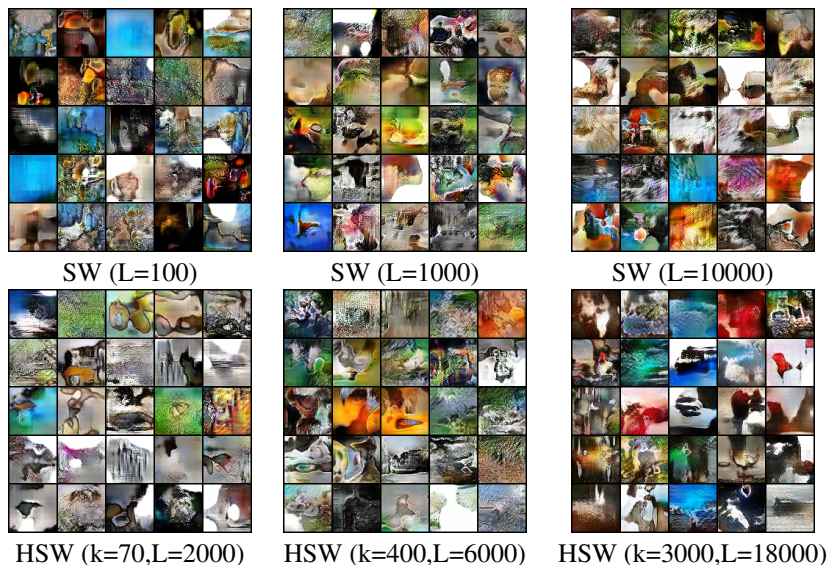 SW (L=100)
SW (L=1000)
SW (L=10000)
HSW (k=70,L=2000)
HSW (k=400,L=6000)
HSW (k=3000,L=18000)